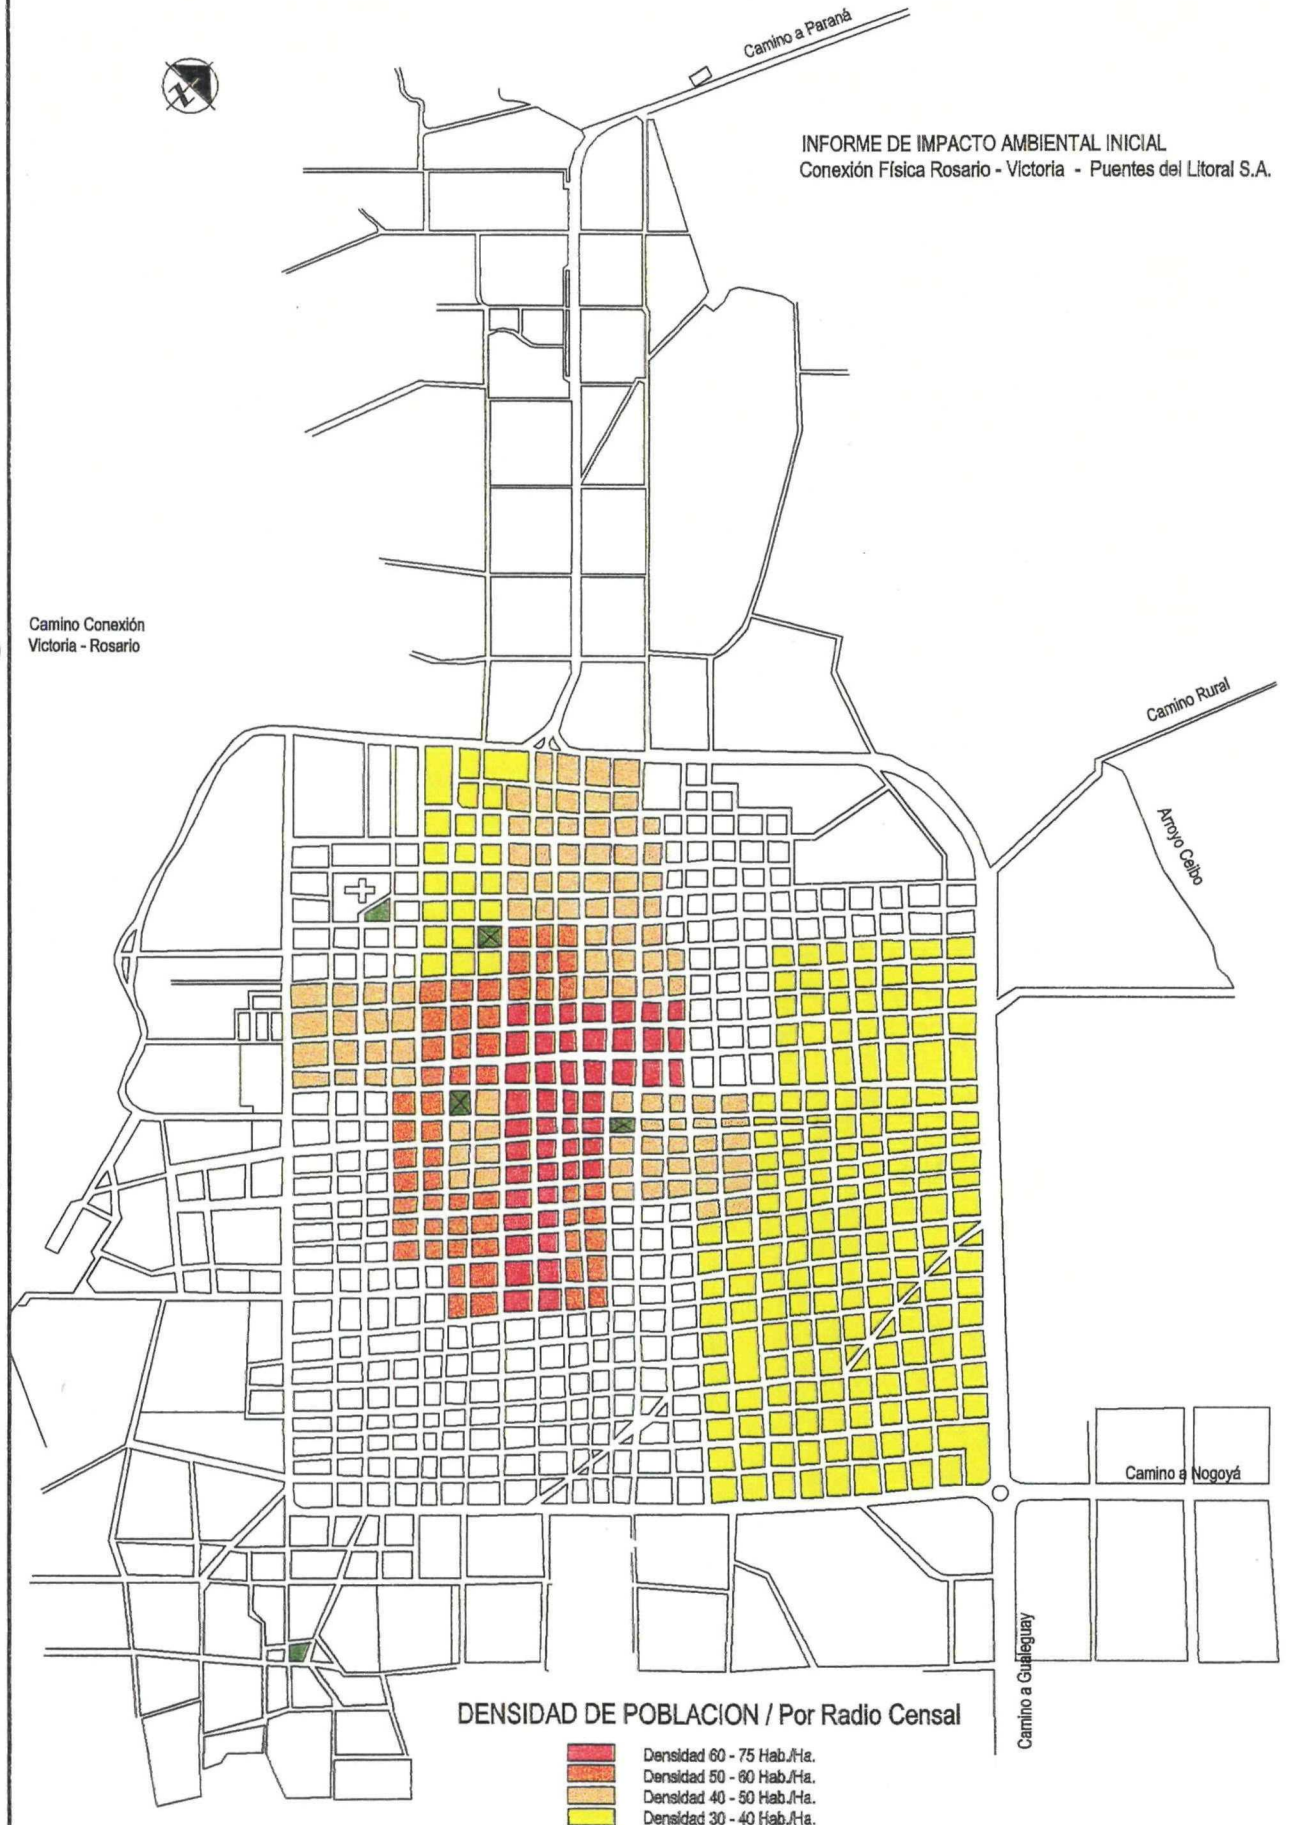 Camino a Paraná
N
INFORME DE IMPACTO AMBIENTAL INICIAL
Conexión Física Rosario - Victoria - Puentes del Litoral S.A.
Camino Conexión
Victoria - Rosario
Camino Rural
Arroyo Ceibo
Camino a Nogoyá
Camino a Gualeguay
DENSIDAD DE POBLACION / Por Radio Censal
Densidad 60 - 75 Hab./Ha.
Densidad 50 - 60 Hab./Ha.
Densidad 40 - 50 Hab./Ha.
Densidad 30 - 40 Hab./Ha.